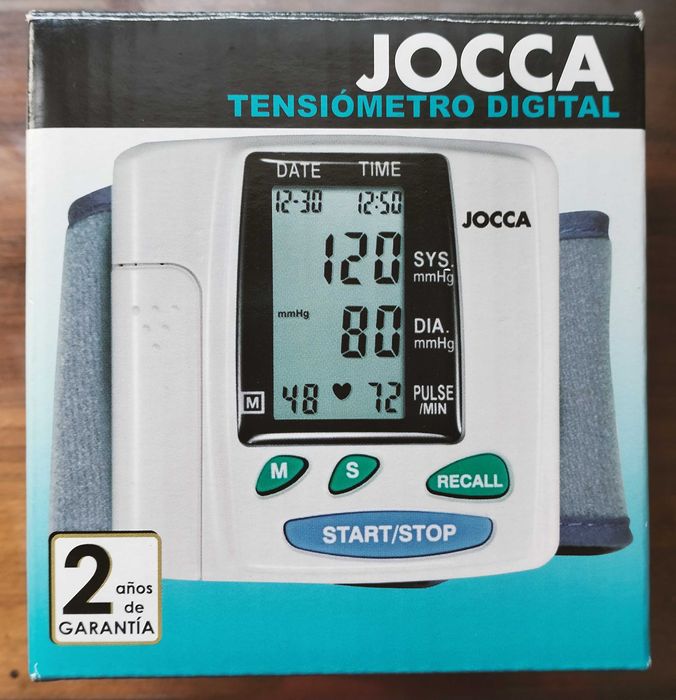 JOCCA
TENSIÓMETRO DIGITAL
DATE TIME
12-30 12:50
JOCCA
120 SYS.
mmHg
mmHg 80 DIA.
mmHg
M 48 72 PULSE
/MIN
M S RECALL
START/STOP
2 años
de
GARANTÍA